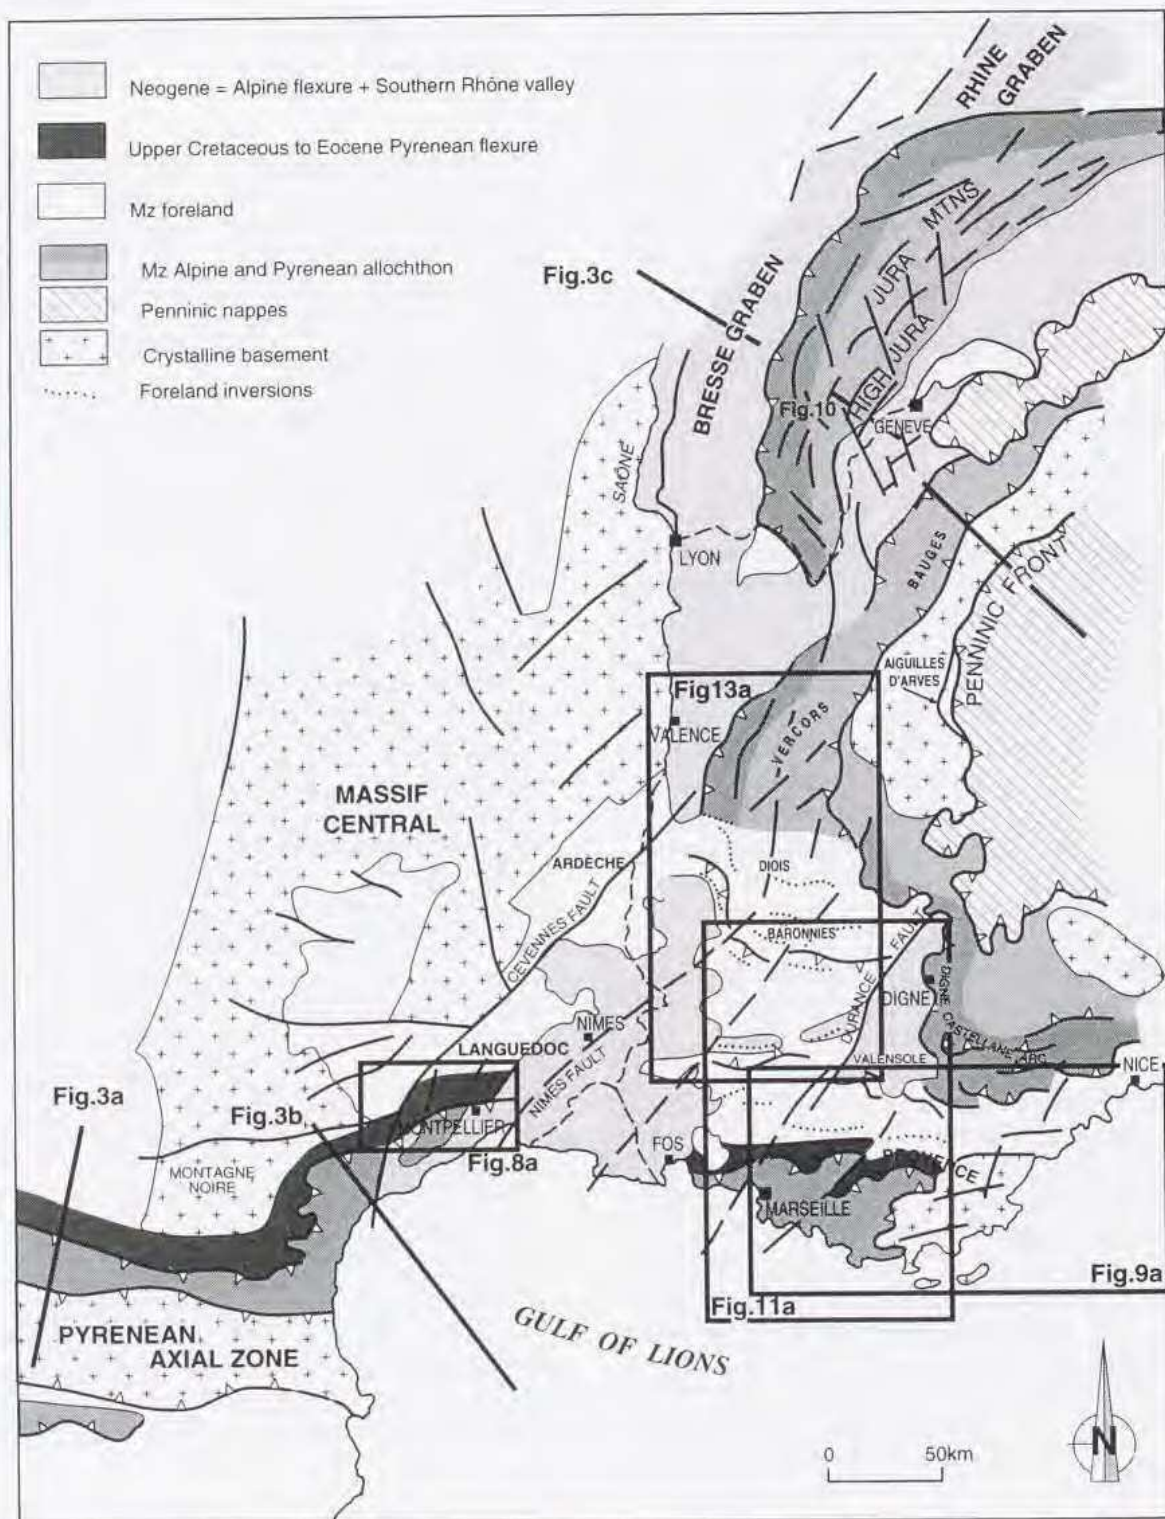 Neogene = Alpine flexure + Southern Rhône valley
Upper Cretaceous to Eocene Pyrenean flexure
Mz foreland
Mz Alpine and Pyrenean allochthon
Penninic nappes
Crystalline basement
Foreland inversions
RHINE
GRABEN
Fig.3c
BRESSE GRABEN
JURA MTNS
HIGH JURA
Fig.10
GENEVE
SAÔNE
LYON
BAUGES
PENNINIC FRONT
AIGUILLES
D'ARVES
Fig13a
VALENCE
VERCORS
MASSIF
CENTRAL
ARDÈCHE
DIOIS
CEVENNES FAULT
BARONNIES
DURANCE FAULT
DIGNE
DIGNE CASTELLANE ARC
NIMES
LANGUEDOC
NIMES FAULT
VALENSOLE
NICE
Fig.3a
Fig.3b
MONTPELLIER
Fig.8a
FOS
PROVENCE
MONTAGNE
NOIRE
MARSEILLE
Fig.9a
Fig.11a
PYRENEAN
AXIAL ZONE
GULF OF LIONS
N
0 50km